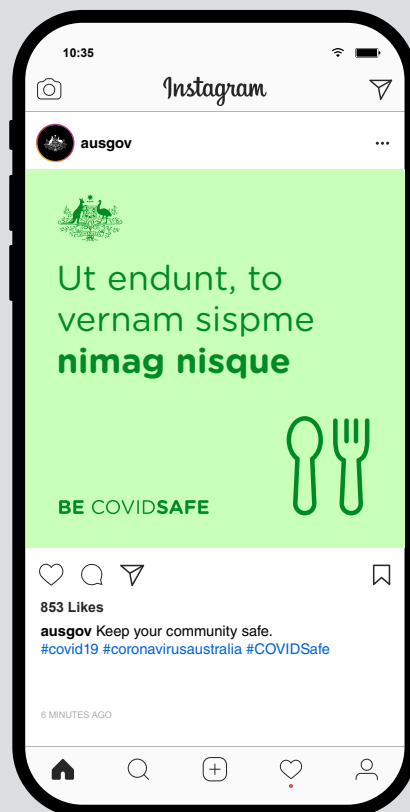 10:35
Instagram
ausgov
Ut endunt, to
vernam sispme
nimag nisque
BE COVIDSAFE
853 Likes
ausgov Keep your community safe.
#covid19 #coronavirusaustralia #COVIDSafe
6 MINUTES AGO